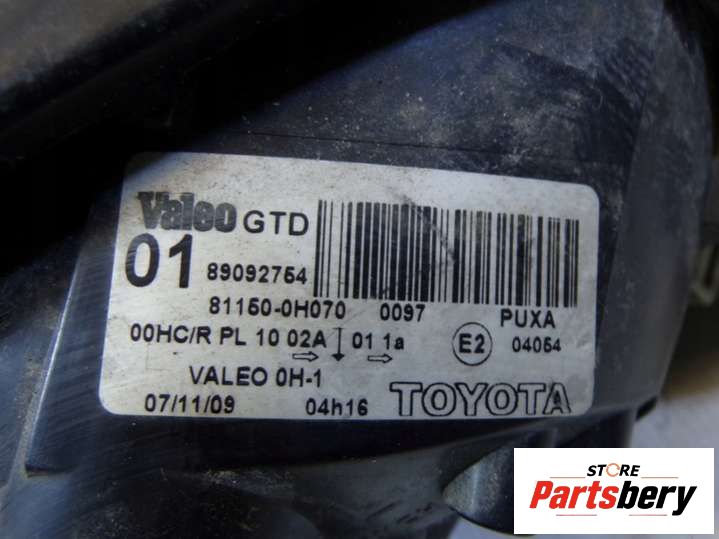 Valeo GTD
01 89092754
81150-0H070 0097 PUXA
00HC/R PL 10 02A 01 1a E2 04054
VALEO 0H-1
07/11/09 04h16 TOYOTA
STORE
Partsbery